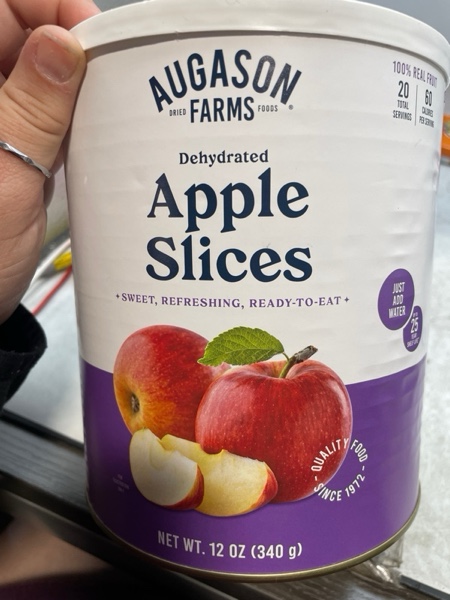 AUGASON
DRIED FARMS FOODS ®
100% REAL FRUIT
20 TOTAL SERVINGS
60 CALORIES PER SERVING
Dehydrated
Apple
Slices
SWEET, REFRESHING, READY-TO-EAT
JUST
ADD
WATER
25
QUALITY FOOD
- SINCE 1972 -
NET WT. 12 OZ (340 g)